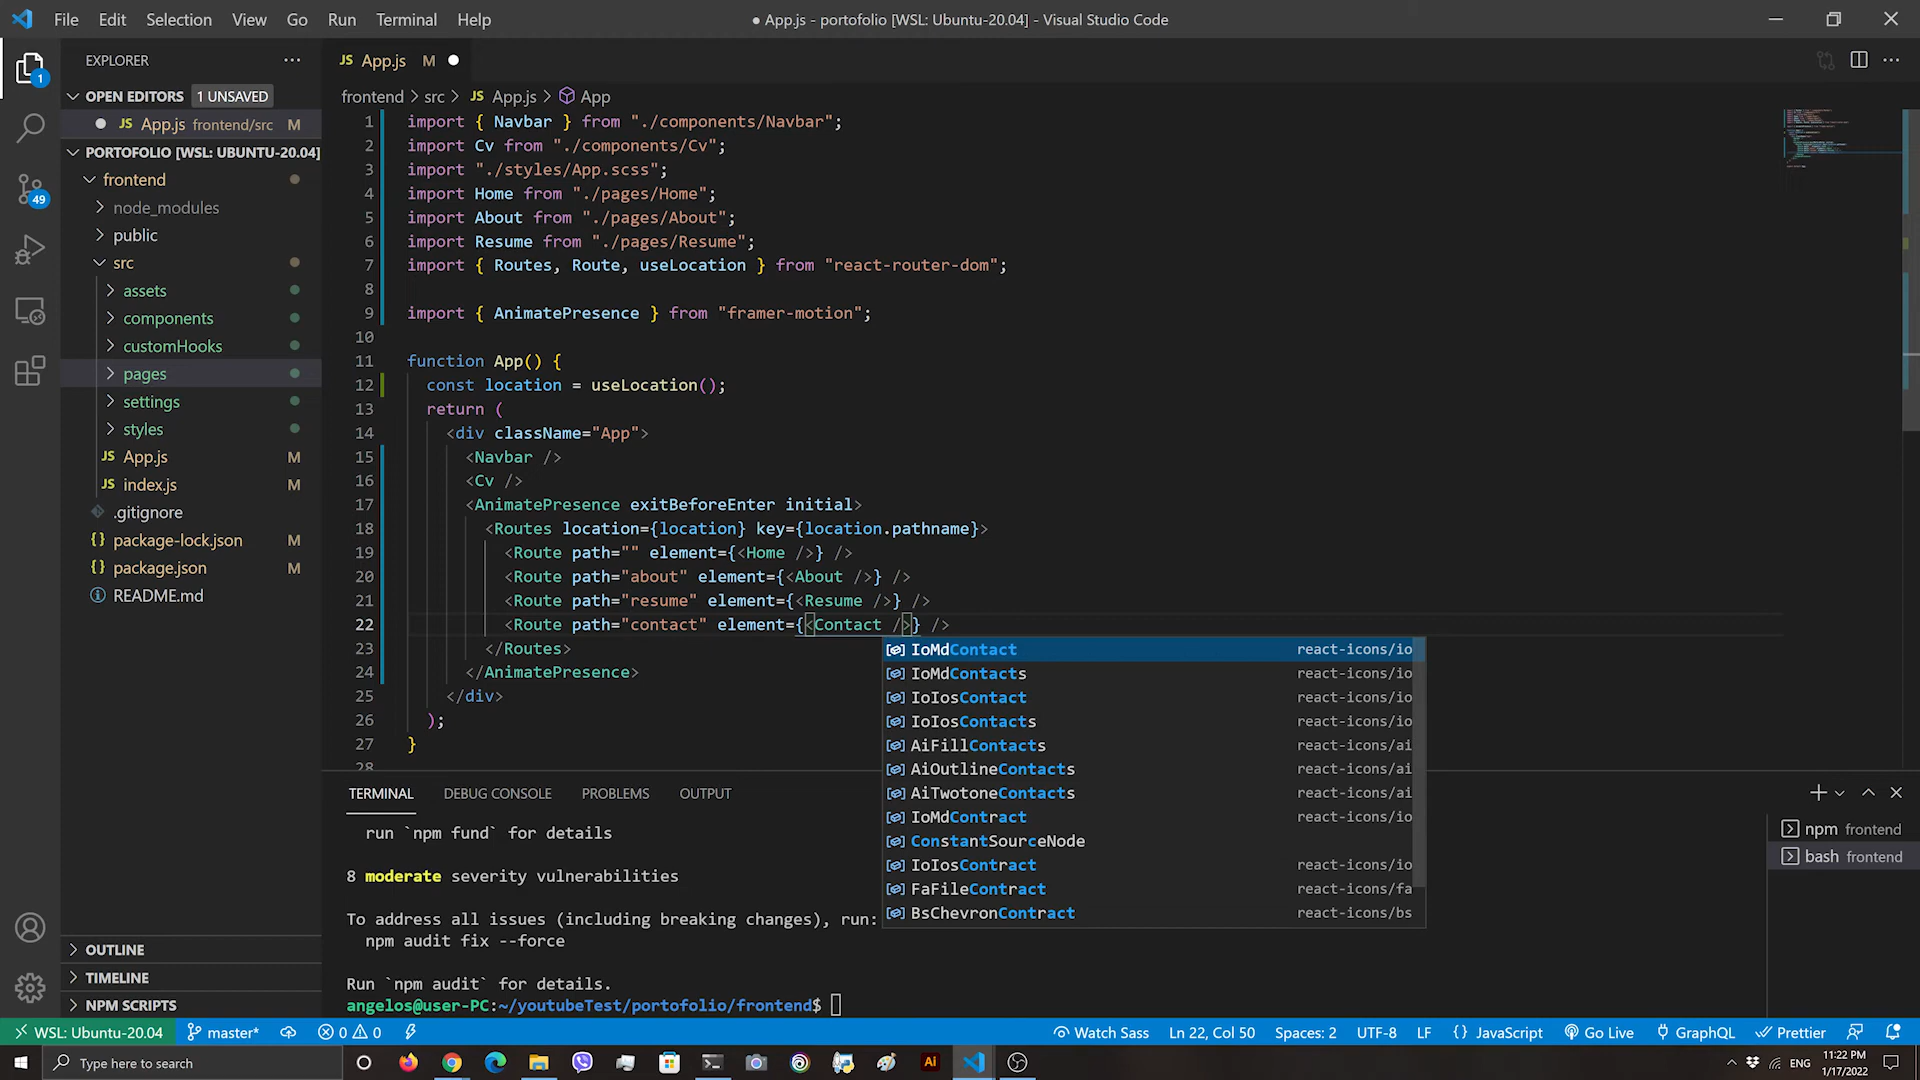 File Edit Selection View Go Run Terminal Help
● App.js - portofolio [WSL: Ubuntu-20.04] - Visual Studio Code
EXPLORER
OPEN EDITORS 1 UNSAVED
JS App.js frontend/src M
PORTOFOLIO [WSL: UBUNTU-20.04]
frontend
node_modules
public
src
assets
components
customHooks
pages
settings
styles
JS App.js M
JS index.js M
.gitignore
{} package-lock.json M
{} package.json M
README.md
OUTLINE
TIMELINE
NPM SCRIPTS
1
49
JS App.js M
frontend > src > JS App.js > App
1 import { Navbar } from "./components/Navbar";
2 import Cv from "./components/Cv";
3 import "./styles/App.scss";
4 import Home from "./pages/Home";
5 import About from "./pages/About";
6 import Resume from "./pages/Resume";
7 import { Routes, Route, useLocation } from "react-router-dom";
8
9 import { AnimatePresence } from "framer-motion";
10
11 function App() {
12 const location = useLocation();
13 return (
14 <div className="App">
15 <Navbar />
16 <Cv />
17 <AnimatePresence exitBeforeEnter initial>
18 <Routes location={location} key={location.pathname}>
19 <Route path="" element={<Home />} />
20 <Route path="about" element={<About />} />
21 <Route path="resume" element={<Resume />} />
22 <Route path="contact" element={<Contact />} />
23 </Routes>
24 </AnimatePresence>
25 </div>
26 );
27 }
28
IoMdContact react-icons/io
IoMdContacts react-icons/io
IoIosContact react-icons/io
IoIosContacts react-icons/io
AiFillContacts react-icons/ai
AiOutlineContacts react-icons/ai
AiTwotoneContacts react-icons/ai
IoMdContract react-icons/io
ConstantSourceNode
IoIosContract react-icons/io
FaFileContract react-icons/fa
BsChevronContract react-icons/bs
TERMINAL DEBUG CONSOLE PROBLEMS OUTPUT
run `npm fund` for details
8 moderate severity vulnerabilities
To address all issues (including breaking changes), run:
npm audit fix --force
Run `npm audit` for details.
angelos@user-PC:~/youtubeTest/portofolio/frontend$
npm frontend
bash frontend
WSL: Ubuntu-20.04 master* 0 0 Watch Sass Ln 22, Col 50 Spaces: 2 UTF-8 LF {} JavaScript Go Live GraphQL Prettier
Type here to search
Ai
ENG
11:22 PM
1/17/2022